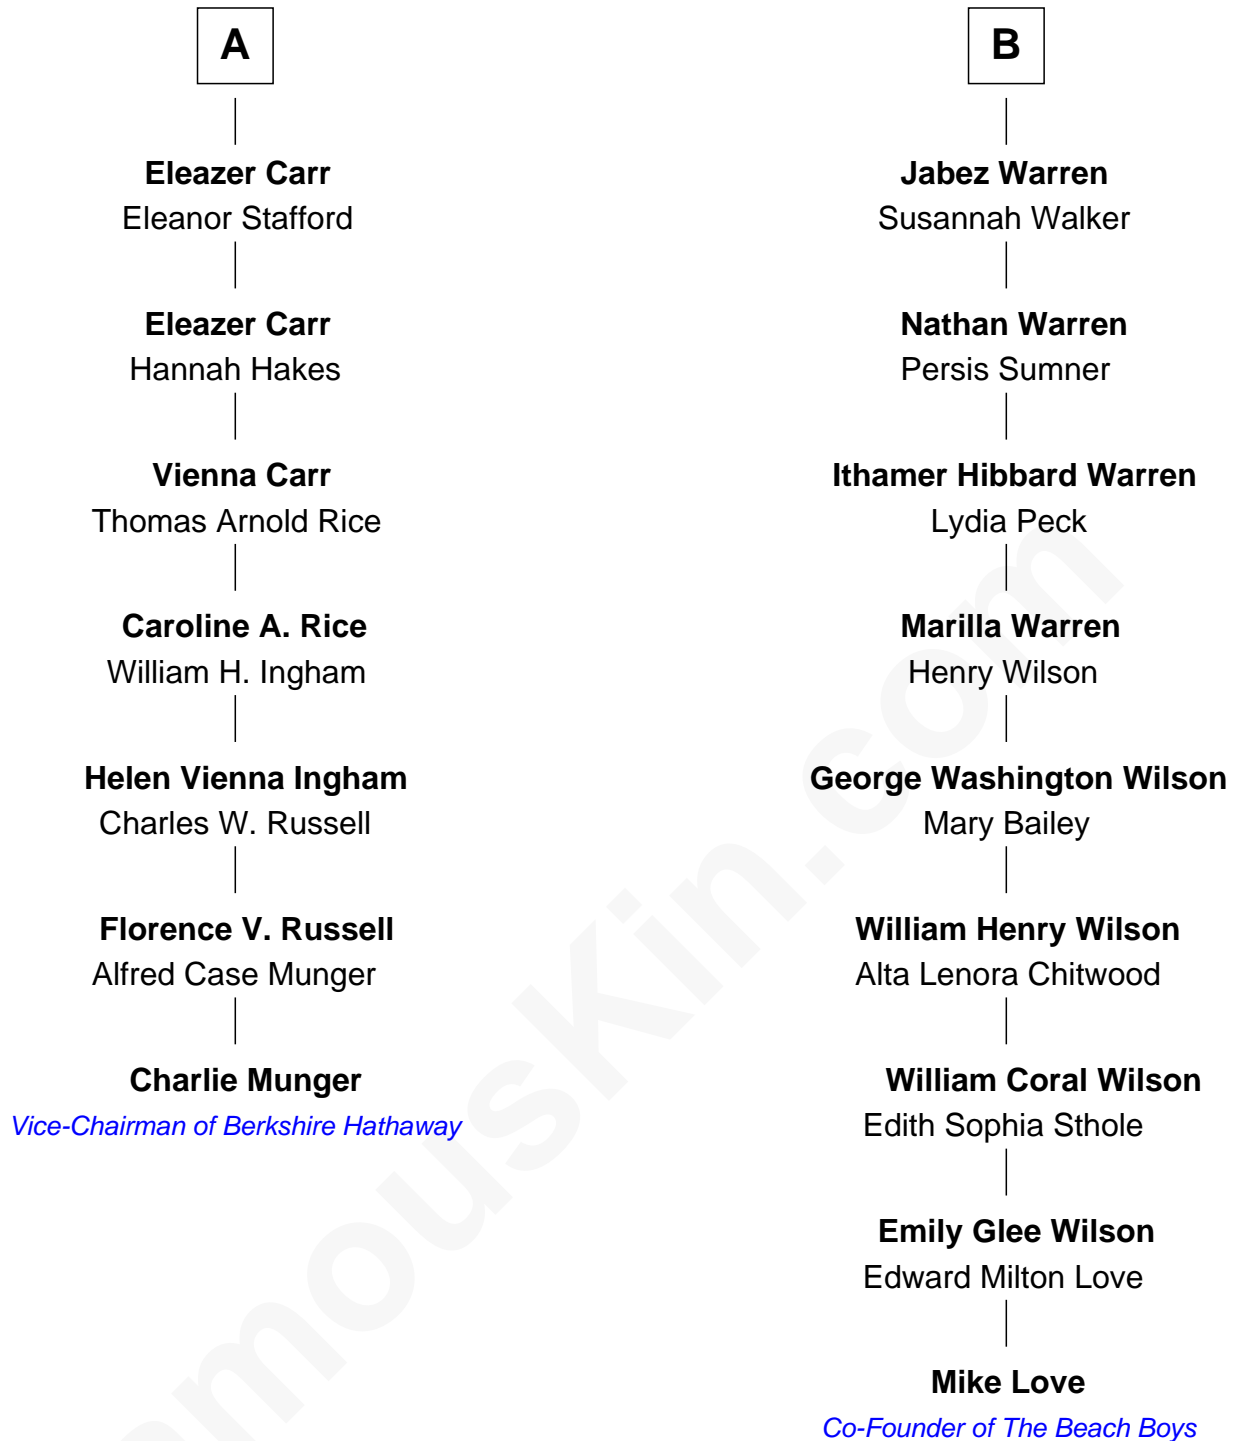 A
Eleazer Carr
Eleanor Stafford
Eleazer Carr
Hannah Hakes
Vienna Carr
Thomas Arnold Rice
Caroline A. Rice
William H. Ingham
Helen Vienna Ingham
Charles W. Russell
Florence V. Russell
Alfred Case Munger
Charlie Munger
Vice-Chairman of Berkshire Hathaway
B
Jabez Warren
Susannah Walker
Nathan Warren
Persis Sumner
Ithamer Hibbard Warren
Lydia Peck
Marilla Warren
Henry Wilson
George Washington Wilson
Mary Bailey
William Henry Wilson
Alta Lenora Chitwood
William Coral Wilson
Edith Sophia Sthole
Emily Glee Wilson
Edward Milton Love
Mike Love
Co-Founder of The Beach Boys
amousKin.com